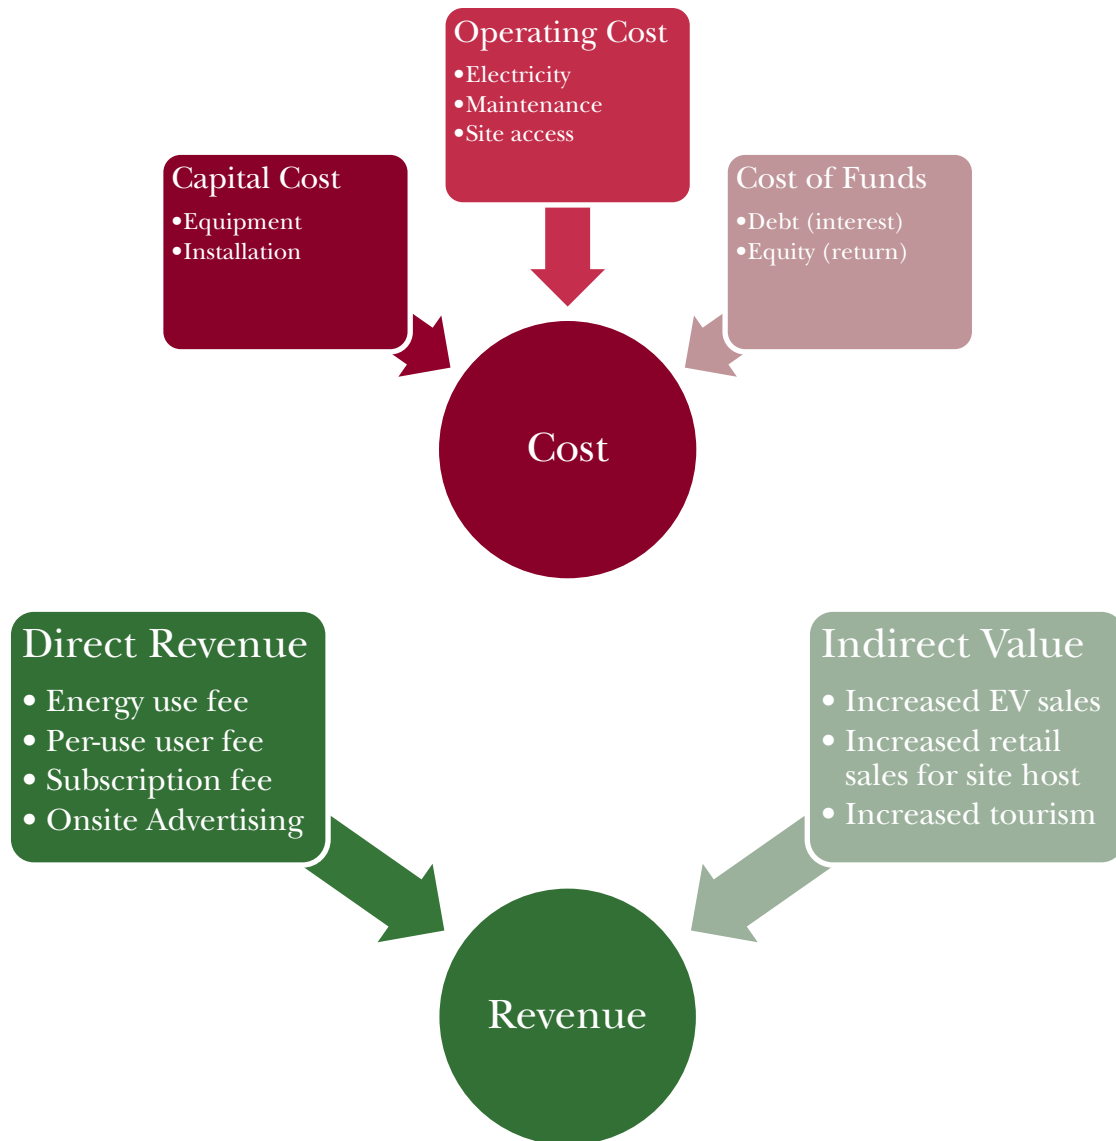 Operating Cost
•Electricity
•Maintenance
•Site access
Capital Cost
•Equipment
•Installation
Cost of Funds
•Debt (interest)
•Equity (return)
Cost
Direct Revenue
• Energy use fee
• Per-use user fee
• Subscription fee
• Onsite Advertising
Indirect Value
• Increased EV sales
• Increased retail
sales for site host
• Increased tourism
Revenue